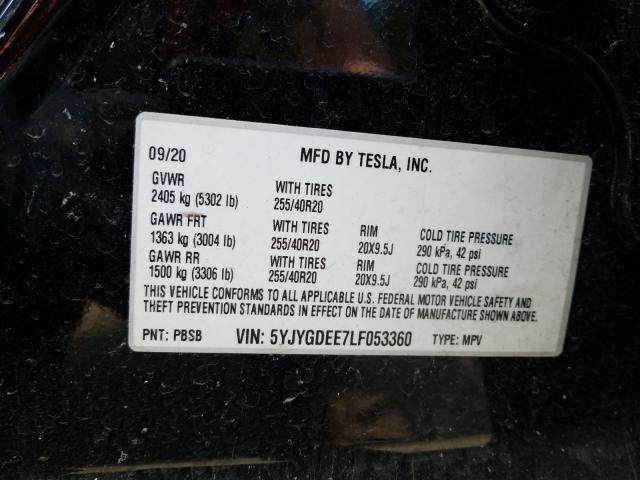 09/20 MFD BY TESLA, INC.
GVWR WITH TIRES
2405 kg (5302 lb) 255/40R20
GAWR FRT WITH TIRES RIM COLD TIRE PRESSURE
1363 kg (3004 lb) 255/40R20 20X9.5J 290 kPa, 42 psi
GAWR RR WITH TIRES RIM COLD TIRE PRESSURE
1500 kg (3306 lb) 255/40R20 20X9.5J 290 kPa, 42 psi
THIS VEHICLE CONFORMS TO ALL APPLICABLE U.S. FEDERAL MOTOR VEHICLE SAFETY AND
THEFT PREVENTION STANDARDS IN EFFECT ON THE DATE OF MANUFACTURE SHOWN ABOVE.
PNT: PBSB VIN: 5YJYGDEE7LF053360 TYPE: MPV